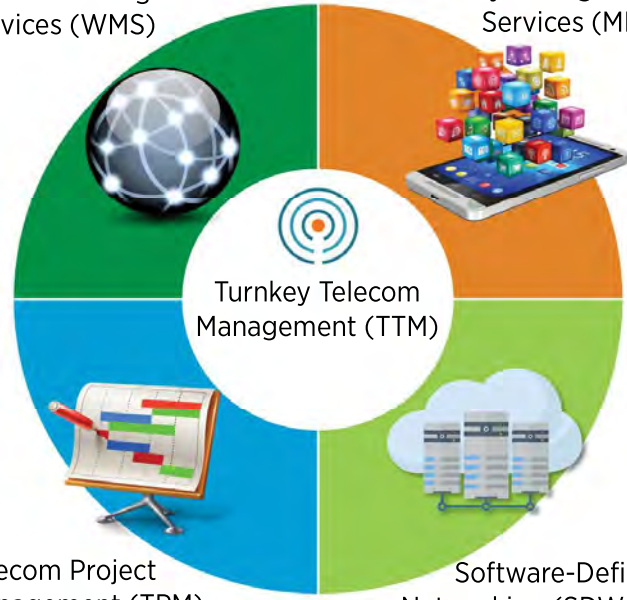 vices (WMS)
Services (M
Turnkey Telecom
Management (TTM)
ecom Project
Software-Defi